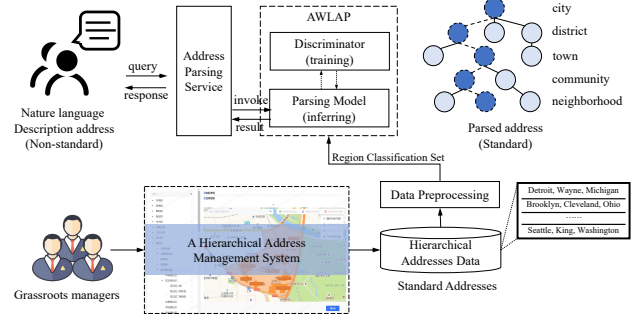 AWLAP
city
district
town
community
neighborhood
Discriminator
(training)
Address
Parsing
Service
query
response
invoke
result
Parsing Model
(inferring)
Nature language
Description address
(Non-standard)
Parsed address
(Standard)
Region Classification Set
Data Preprocessing
Detroit, Wayne, Michigan
Brooklyn, Cleveland, Ohio
......
Seattle, King, Washington
A Hierarchical Address
Management System
Hierarchical
Addresses Data
Grassroots managers
Standard Addresses